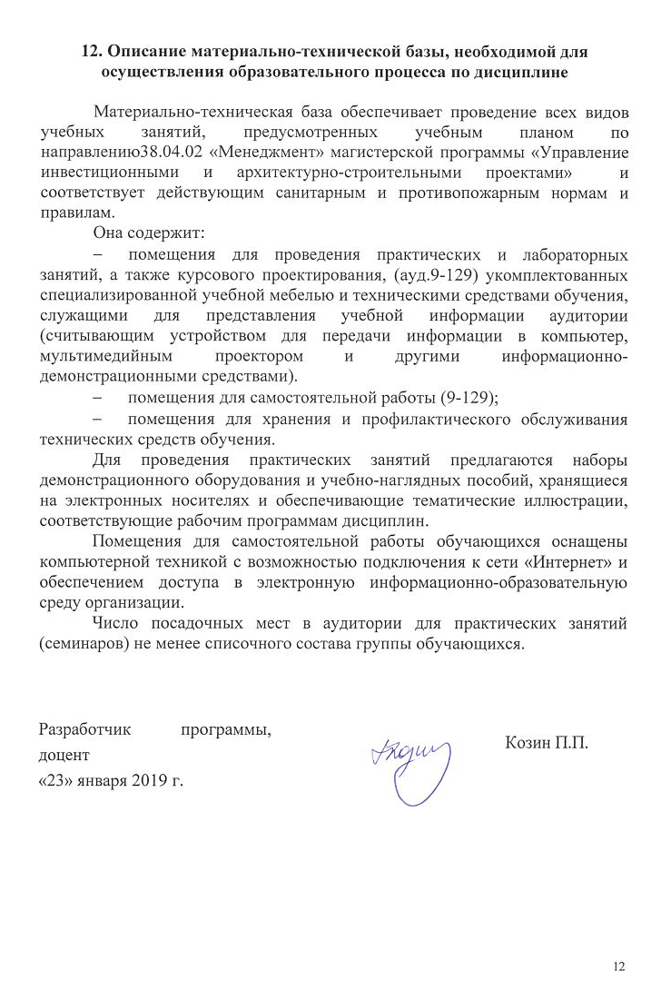 12. Описание материально-технической базы, необходимой для
осуществления образовательного процесса по дисциплине
Материально-техническая база обеспечивает проведение всех видов
учебных занятий, предусмотренных учебным планом по
направлению38.04.02 «Менеджмент» магистерской программы «Управление
инвестиционными и архитектурно-строительными проектами» и
соответствует действующим санитарным и противопожарным нормам и
правилам.
Она содержит:
– помещения для проведения практических и лабораторных
занятий, а также курсового проектирования, (ауд.9-129) укомплектованных
специализированной учебной мебелью и техническими средствами обучения,
служащими для представления учебной информации аудитории
(считывающим устройством для передачи информации в компьютер,
мультимедийным проектором и другими информационно-
демонстрационными средствами).
– помещения для самостоятельной работы (9-129);
– помещения для хранения и профилактического обслуживания
технических средств обучения.
Для проведения практических занятий предлагаются наборы
демонстрационного оборудования и учебно-наглядных пособий, хранящиеся
на электронных носителях и обеспечивающие тематические иллюстрации,
соответствующие рабочим программам дисциплин.
Помещения для самостоятельной работы обучающихся оснащены
компьютерной техникой с возможностью подключения к сети «Интернет» и
обеспечением доступа в электронную информационно-образовательную
среду организации.
Число посадочных мест в аудитории для практических занятий
(семинаров) не менее списочного состава группы обучающихся.
Разработчик программы,
доцент
Козин П.П.
«23» января 2019 г.
12